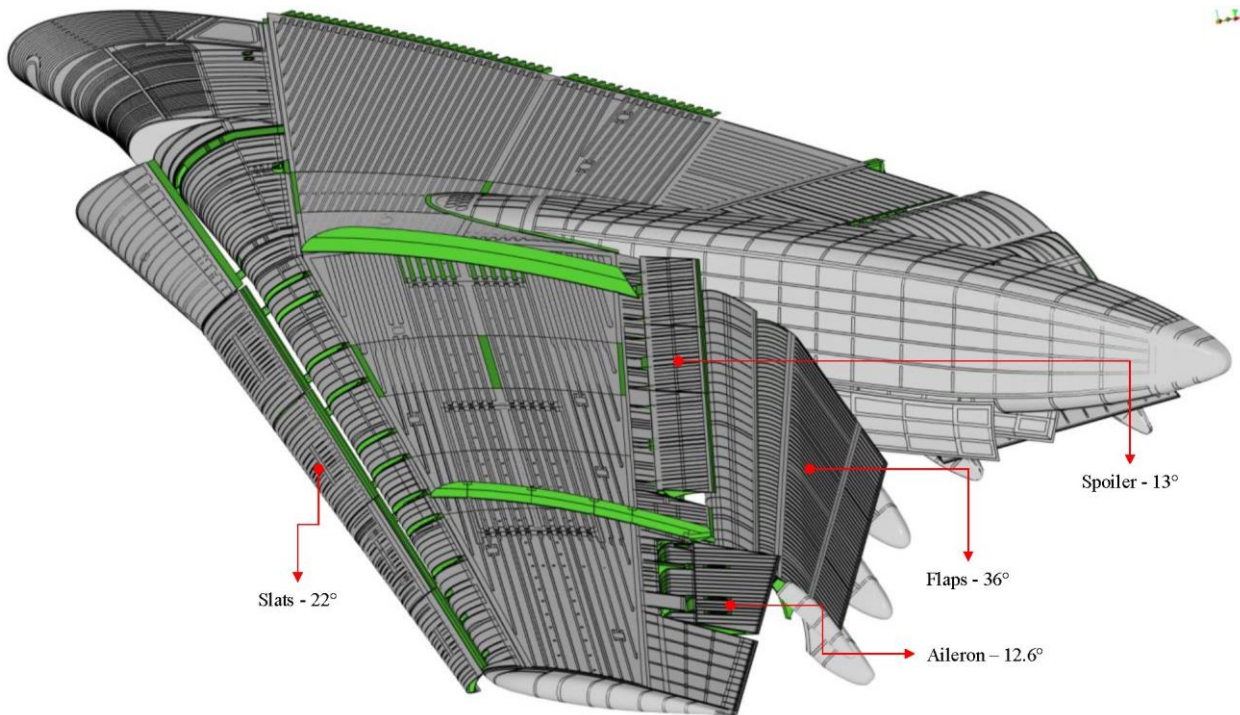 Spoiler - 13°
Flaps - 36°
Slats - 22°
Aileron – 12.6°